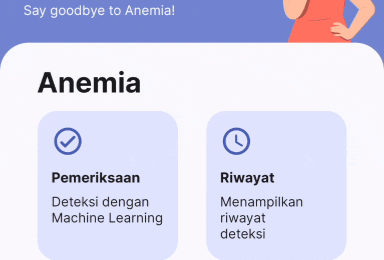 Say goodbye to Anemia!
Anemia
Pemeriksaan
Deteksi dengan
Machine Learning
Riwayat
Menampilkan
riwayat
deteksi